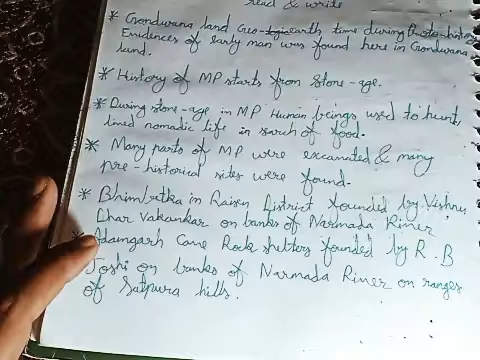 read & write
* Gondwana land Geo- earth time during Proto-history
Evidences of early man was found here in Gondwana
land.
* History of MP starts from Stone-age.
* During stone-age in MP Human beings used to hunt,
lived nomadic life in sarch of food.
* Many parts of MP were excavated & many
pre-historical sites were found.
* Bhimbetka in Raisen District founded by Vishnu
Dhar Vakankar on banks of Narmada River
* Adamgarh Cave Rock shelters founded by R.B
Joshi on banks of Narmada River on ranges
of Satpura hills.